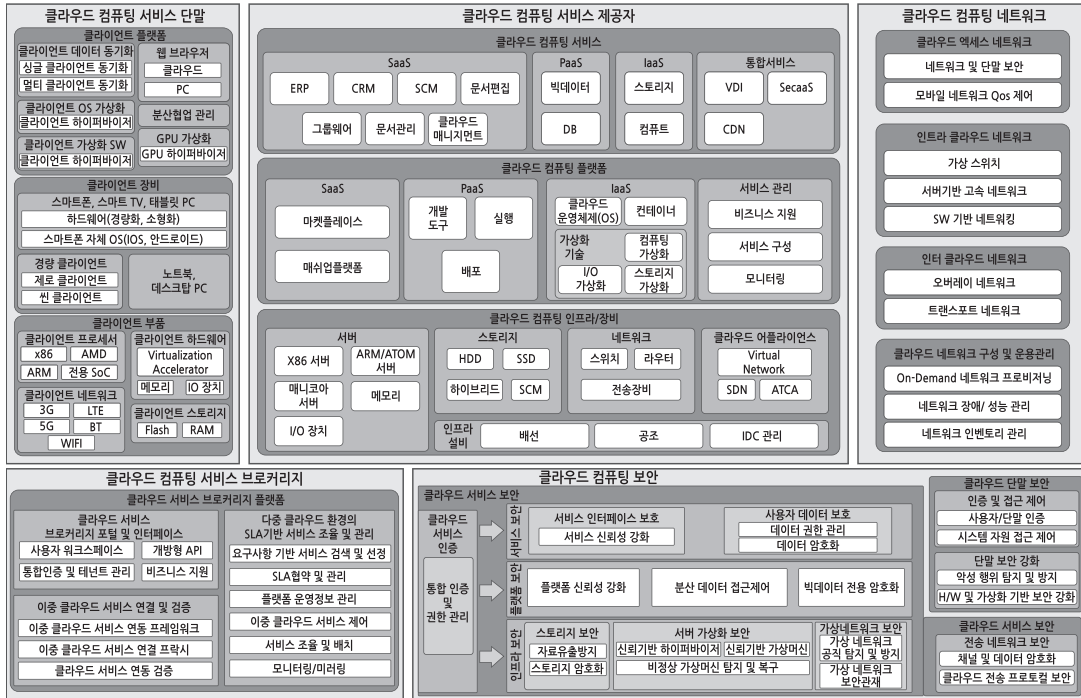 클라우드 컴퓨팅 서비스 단말
클라이언트 플랫폼
클라이언트 데이터 동기화
싱글 클라이언트 동기화
멀티 클라이언트 동기화
웹 브라우저
클라우드
PC
클라이언트 OS 가상화
클라이언트 하이퍼바이저
분산협업 관리
클라이언트 가상화 SW
클라이언트 하이퍼바이저
GPU 가상화
GPU 하이퍼바이저
클라이언트 장비
스마트폰, 스마트 TV, 태블릿 PC
하드웨어(경량화, 소형화)
스마트폰 자체 OS(IOS, 안드로이드)
경량 클라이언트
제로 클라이언트
씬 클라이언트
노트북,
데스크탑 PC
클라이언트 부품
클라이언트 프로세서
x86
AMD
ARM
전용 SoC
클라이언트 하드웨어
Virtualization
Accelerator
메모리
IO 장치
클라이언트 네트워크
3G
LTE
5G
BT
WIFI
클라이언트 스토리지
Flash
RAM
클라우드 컴퓨팅 서비스 제공자
클라우드 컴퓨팅 서비스
SaaS
ERP
CRM
SCM
문서편집
그룹웨어
문서관리
클라우드
매니지먼트
PaaS
빅데이터
DB
IaaS
스토리지
컴퓨트
통합서비스
VDI
SecaaS
CDN
클라우드 컴퓨팅 플랫폼
SaaS
마켓플레이스
매쉬업플랫폼
PaaS
개발
도구
실행
배포
IaaS
클라우드
운영체제(OS)
컨테이너
가상화
기술
컴퓨팅
가상화
I/O
가상화
스토리지
가상화
서비스 관리
비즈니스 지원
서비스 구성
모니터링
클라우드 컴퓨팅 인프라/장비
서버
X86 서버
ARM/ATOM
서버
매니코아
서버
메모리
I/O 장치
스토리지
HDD
SSD
하이브리드
SCM
네트워크
스위치
라우터
전송장비
클라우드 어플라이언스
Virtual
Network
SDN
ATCA
인프라
설비
배선
공조
IDC 관리
클라우드 컴퓨팅 네트워크
클라우드 엑세스 네트워크
네트워크 및 단말 보안
모바일 네트워크 Qos 제어
인트라 클라우드 네트워크
가상 스위치
서버기반 고속 네트워크
SW 기반 네트워킹
인터 클라우드 네트워크
오버레이 네트워크
트랜스포트 네트워크
클라우드 네트워크 구성 및 운용관리
On-Demand 네트워크 프로비저닝
네트워크 장애/ 성능 관리
네트워크 인벤토리 관리
클라우드 컴퓨팅 서비스 브로커리지
클라우드 서비스 브로커리지 플랫폼
클라우드 서비스
브로커리지 포털 및 인터페이스
사용자 워크스페이스
개방형 API
통합인증 및 테넌트 관리
비즈니스 지원
이중 클라우드 서비스 연결 및 검증
이중 클라우드 서비스 연동 프레임워크
이중 클라우드 서비스 연결 프락시
클라우드 서비스 연동 검증
다중 클라우드 환경의
SLA기반 서비스 조율 및 관리
요구사항 기반 서비스 검색 및 선정
SLA협약 및 관리
플랫폼 운영정보 관리
이중 클라우드 서비스 제어
서비스 조율 및 배치
모니터링/미러링
클라우드 컴퓨팅 보안
클라우드 서비스 보안
클라우드
서비스
인증
통합 인증
및
권한 관리
서비스 보안
서비스 인터페이스 보호
서비스 신뢰성 강화
사용자 데이터 보호
데이터 권한 관리
데이터 암호화
플랫폼 보안
플랫폼 신뢰성 강화
분산 데이터 접근제어
빅데이터 전용 암호화
인프라 보안
스토리지 보안
자료유출방지
스토리지 암호화
서버 가상화 보안
신뢰기반 하이퍼바이저
신뢰기반 가상머신
비정상 가상머신 탐지 및 복구
가상네트워크 보안
가상 네트워크
공직 탐지 및 방지
가상 네트워크
보안관재
클라우드 단말 보안
인증 및 접근 제어
사용자/단말 인증
시스템 자원 접근 제어
단말 보안 강화
악성 행위 탐지 및 방지
H/W 및 가상화 기반 보안 강화
클라우드 서비스 보안
전송 네트워크 보안
채널 및 데이터 암호화
클라우드 전송 프로토컬 보안